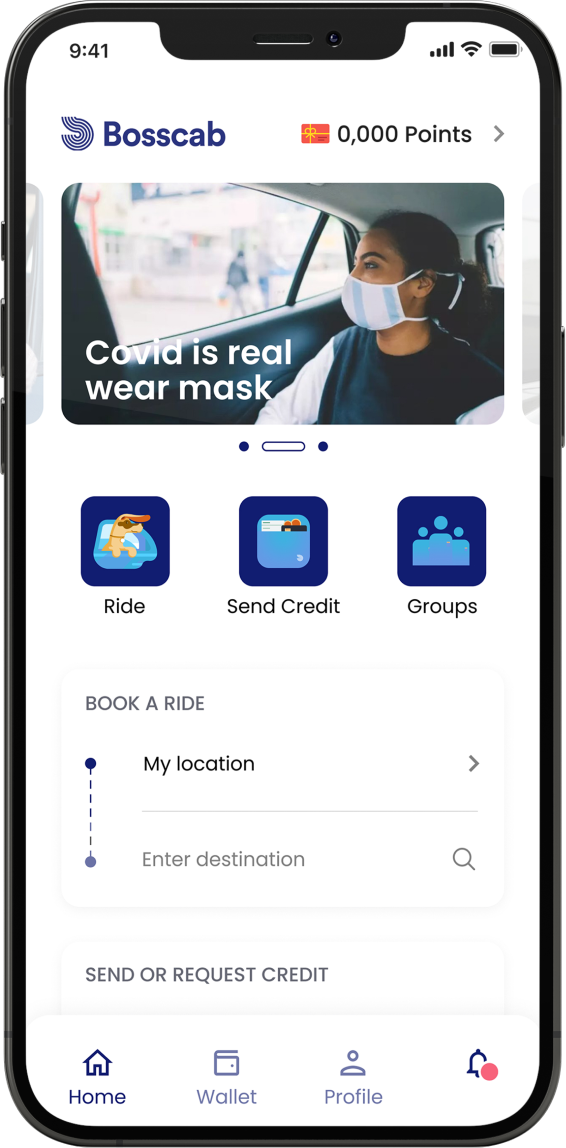 9:41
Bosscab
0,000 Points
Covid is real
wear mask
Ride
Send Credit
Groups
BOOK A RIDE
My location
Enter destination
SEND OR REQUEST CREDIT
Home
Wallet
Profile